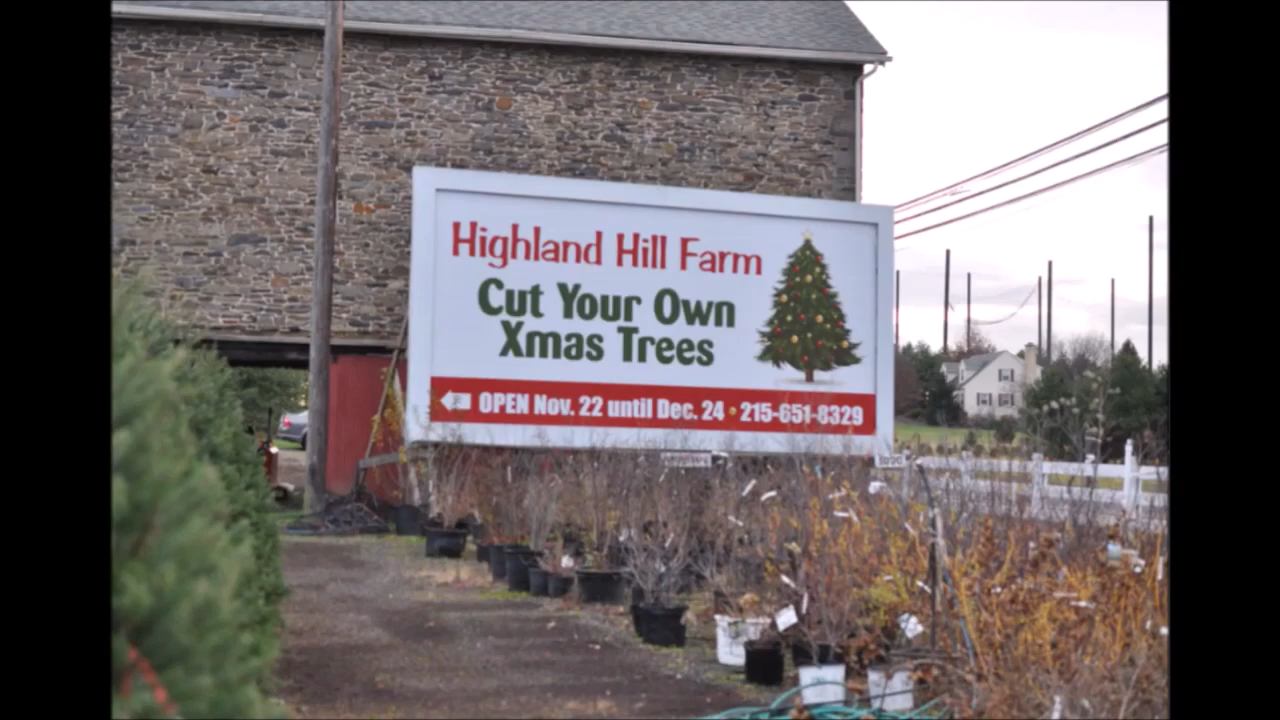 Highland Hill Farm
Cut Your Own
Xmas Trees
OPEN Nov. 22 until Dec. 24 • 215-651-8329